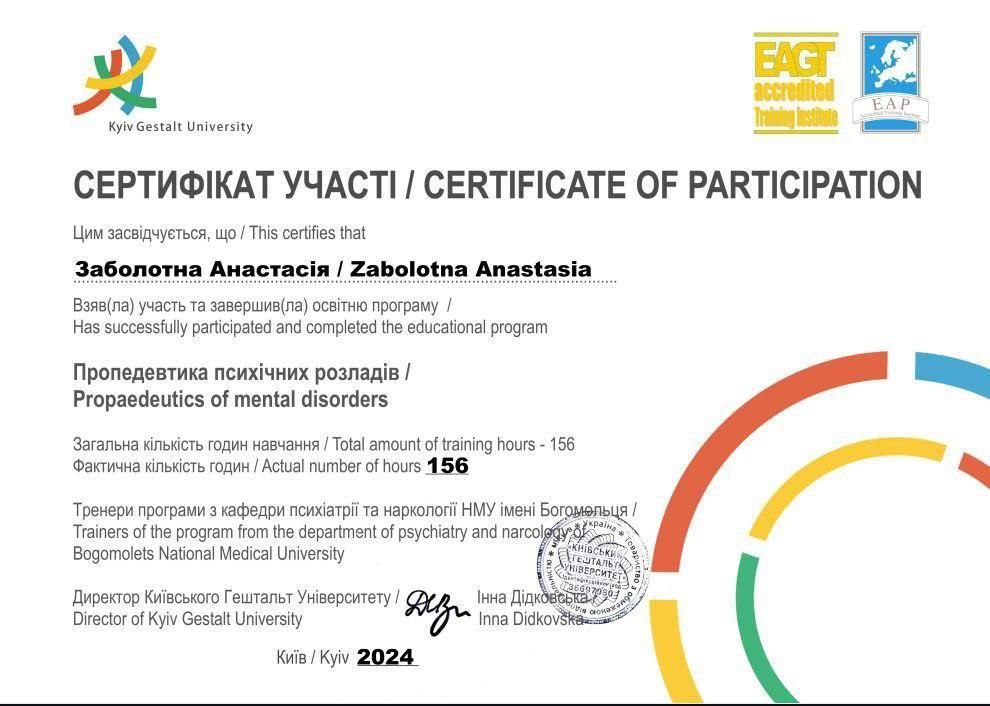 Kyiv Gestalt University
EAGT
accredited
Training Institute
EAP
Accredited Training Institute
СЕРТИФІКАТ УЧАСТІ / CERTIFICATE OF PARTICIPATION
Цим засвідчується, що / This certifies that
Заболотна Анастасія / Zabolotna Anastasia
Взяв(ла) участь та завершив(ла) освітню програму /
Has successfully participated and completed the educational program
Пропедевтика психічних розладів /
Propaedeutics of mental disorders
Загальна кількість годин навчання / Total amount of training hours - 156
Фактична кількість годин / Actual number of hours 156
Тренери програми з кафедри психіатрії та наркології НМУ імені Богомольця /
Trainers of the program from the department of psychiatry and narcology of
Bogomolets National Medical University
Україна * Товариство з обмеженою
КИЇВСЬКИЙ
ГЕШТАЛЬТ
УНІВЕРСИТЕТ
Директор Київського Гештальт Університету / Інна Дідковська /
Director of Kyiv Gestalt University Inna Didkovska
Київ / Kyiv 2024